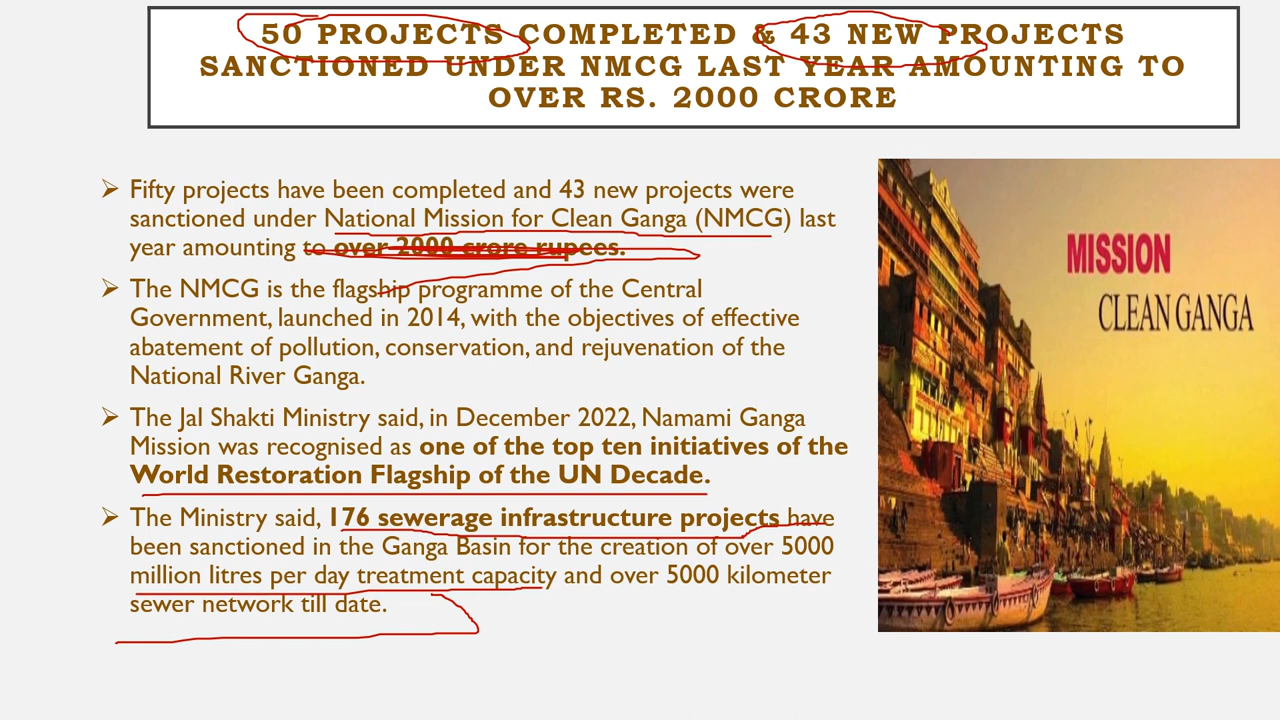 50 PROJECTS COMPLETED & 43 NEW PROJECTS
SANCTIONED UNDER NMCG LAST YEAR AMOUNTING TO
OVER RS. 2000 CRORE
➢ Fifty projects have been completed and 43 new projects were
sanctioned under National Mission for Clean Ganga (NMCG) last
year amounting to over 2000 crore rupees.
➢ The NMCG is the flagship programme of the Central
Government, launched in 2014, with the objectives of effective
abatement of pollution, conservation, and rejuvenation of the
National River Ganga.
➢ The Jal Shakti Ministry said, in December 2022, Namami Ganga
Mission was recognised as one of the top ten initiatives of the
World Restoration Flagship of the UN Decade.
➢ The Ministry said, 176 sewerage infrastructure projects have
been sanctioned in the Ganga Basin for the creation of over 5000
million litres per day treatment capacity and over 5000 kilometer
sewer network till date.
MISSION
CLEAN GANGA